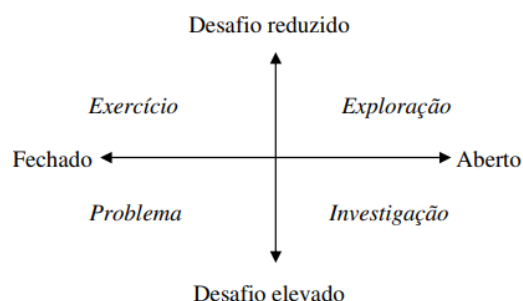 Desafio reduzido
Exercício Exploração
Fechado Aberto
Problema Investigação
Desafio elevado